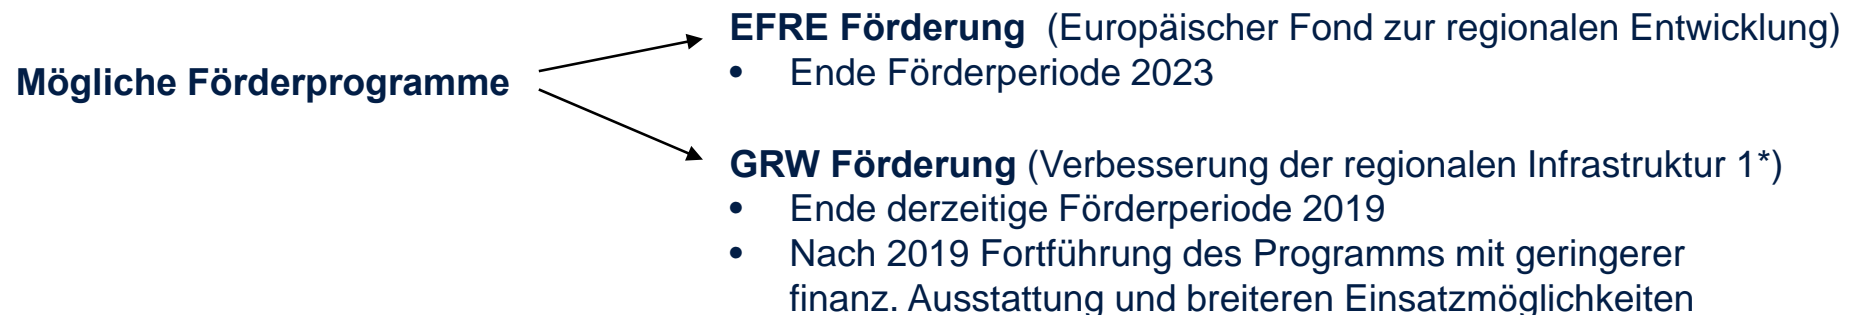 Mögliche Förderprogramme
EFRE Förderung (Europäischer Fond zur regionalen Entwicklung)
• Ende Förderperiode 2023
GRW Förderung (Verbesserung der regionalen Infrastruktur 1*)
• Ende derzeitige Förderperiode 2019
• Nach 2019 Fortführung des Programms mit geringerer
finanz. Ausstattung und breiteren Einsatzmöglichkeiten